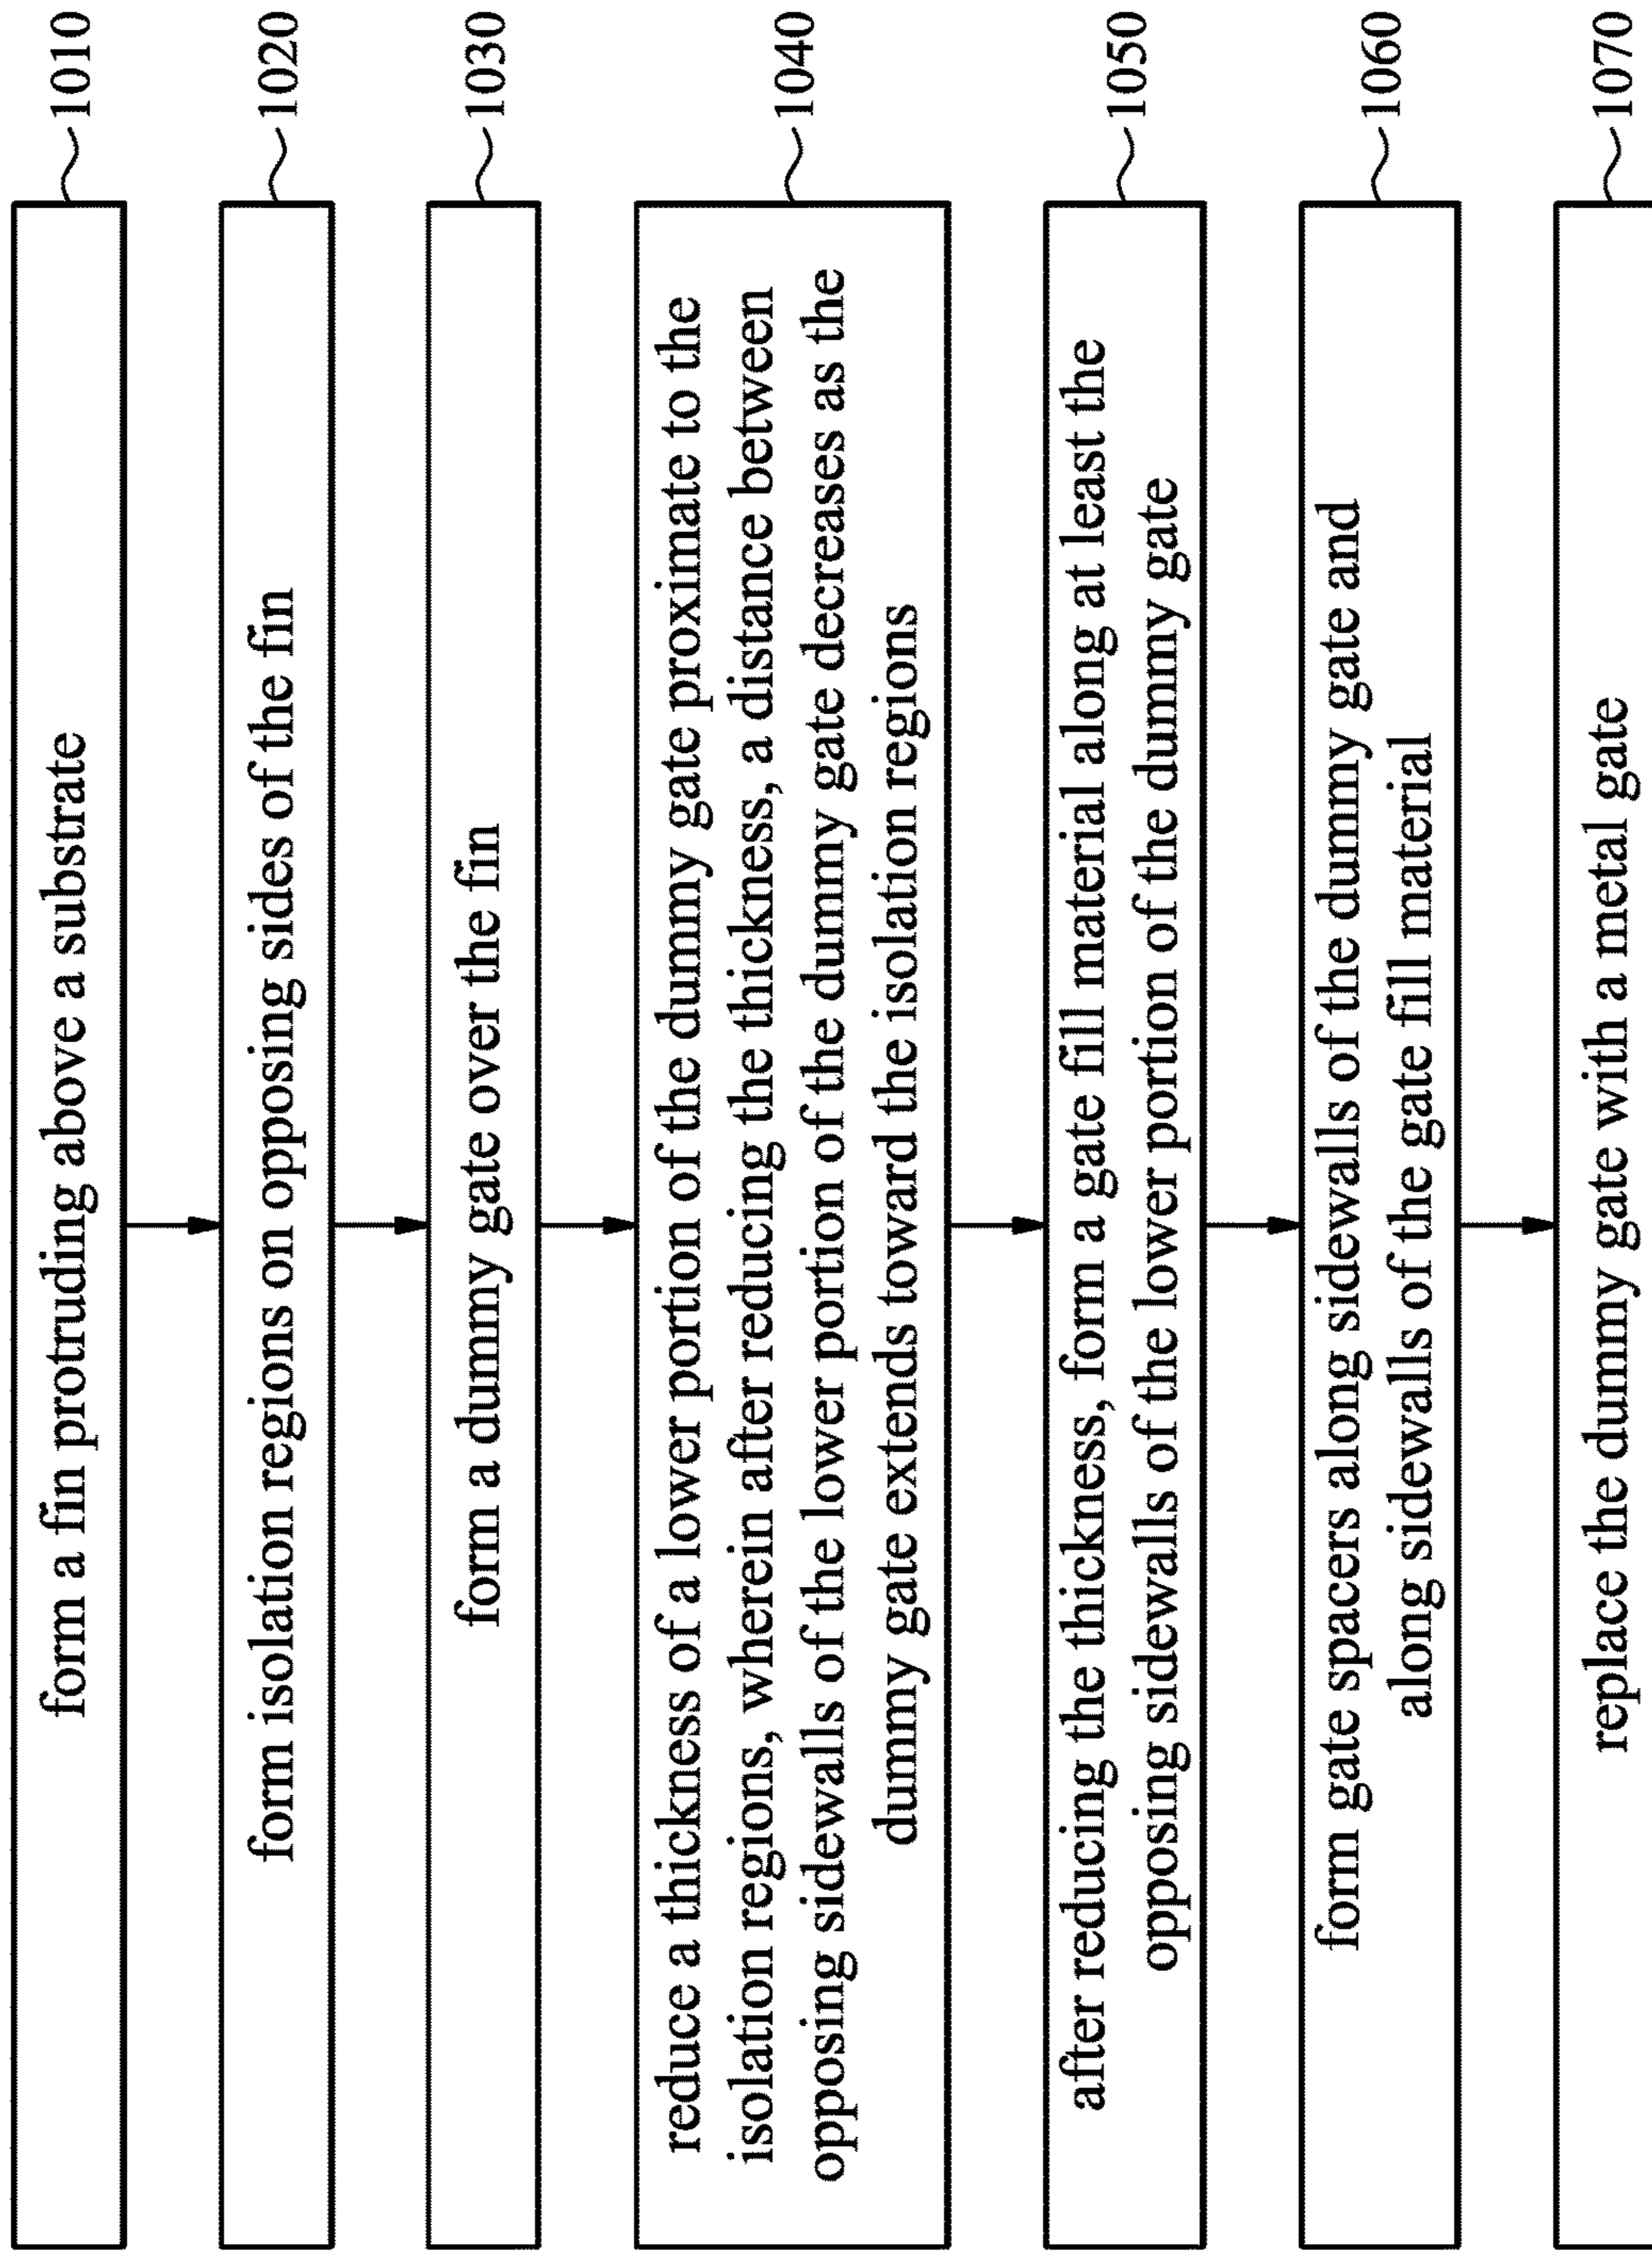 form a fin protruding above a substrate
1010
form isolation regions on opposing sides of the fin
1020
form a dummy gate over the fin
1030
reduce a thickness of a lower portion of the dummy gate proximate to the
isolation regions, wherein after reducing the thickness, a distance between
opposing sidewalls of the lower portion of the dummy gate decreases as the
dummy gate extends toward the isolation regions
1040
after reducing the thickness, form a gate fill material along at least the
opposing sidewalls of the lower portion of the dummy gate
1050
form gate spacers along sidewalls of the dummy gate and
along sidewalls of the gate fill material
1060
replace the dummy gate with a metal gate
1070